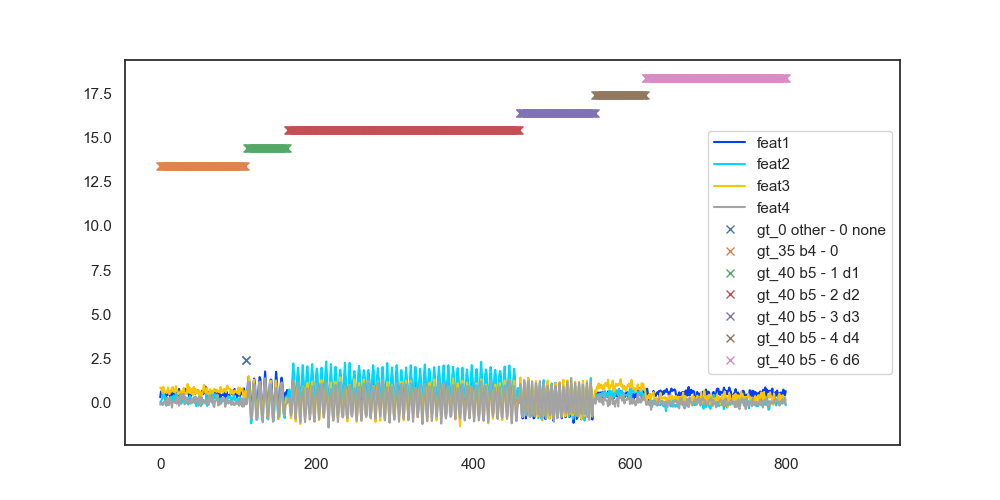 17.5
15.0
12.5
10.0
7.5
5.0
2.5
0.0
0 200 400 600 800
feat1
feat2
feat3
feat4
gt_0 other - 0 none
gt_35 b4 - 0
gt_40 b5 - 1 d1
gt_40 b5 - 2 d2
gt_40 b5 - 3 d3
gt_40 b5 - 4 d4
gt_40 b5 - 6 d6